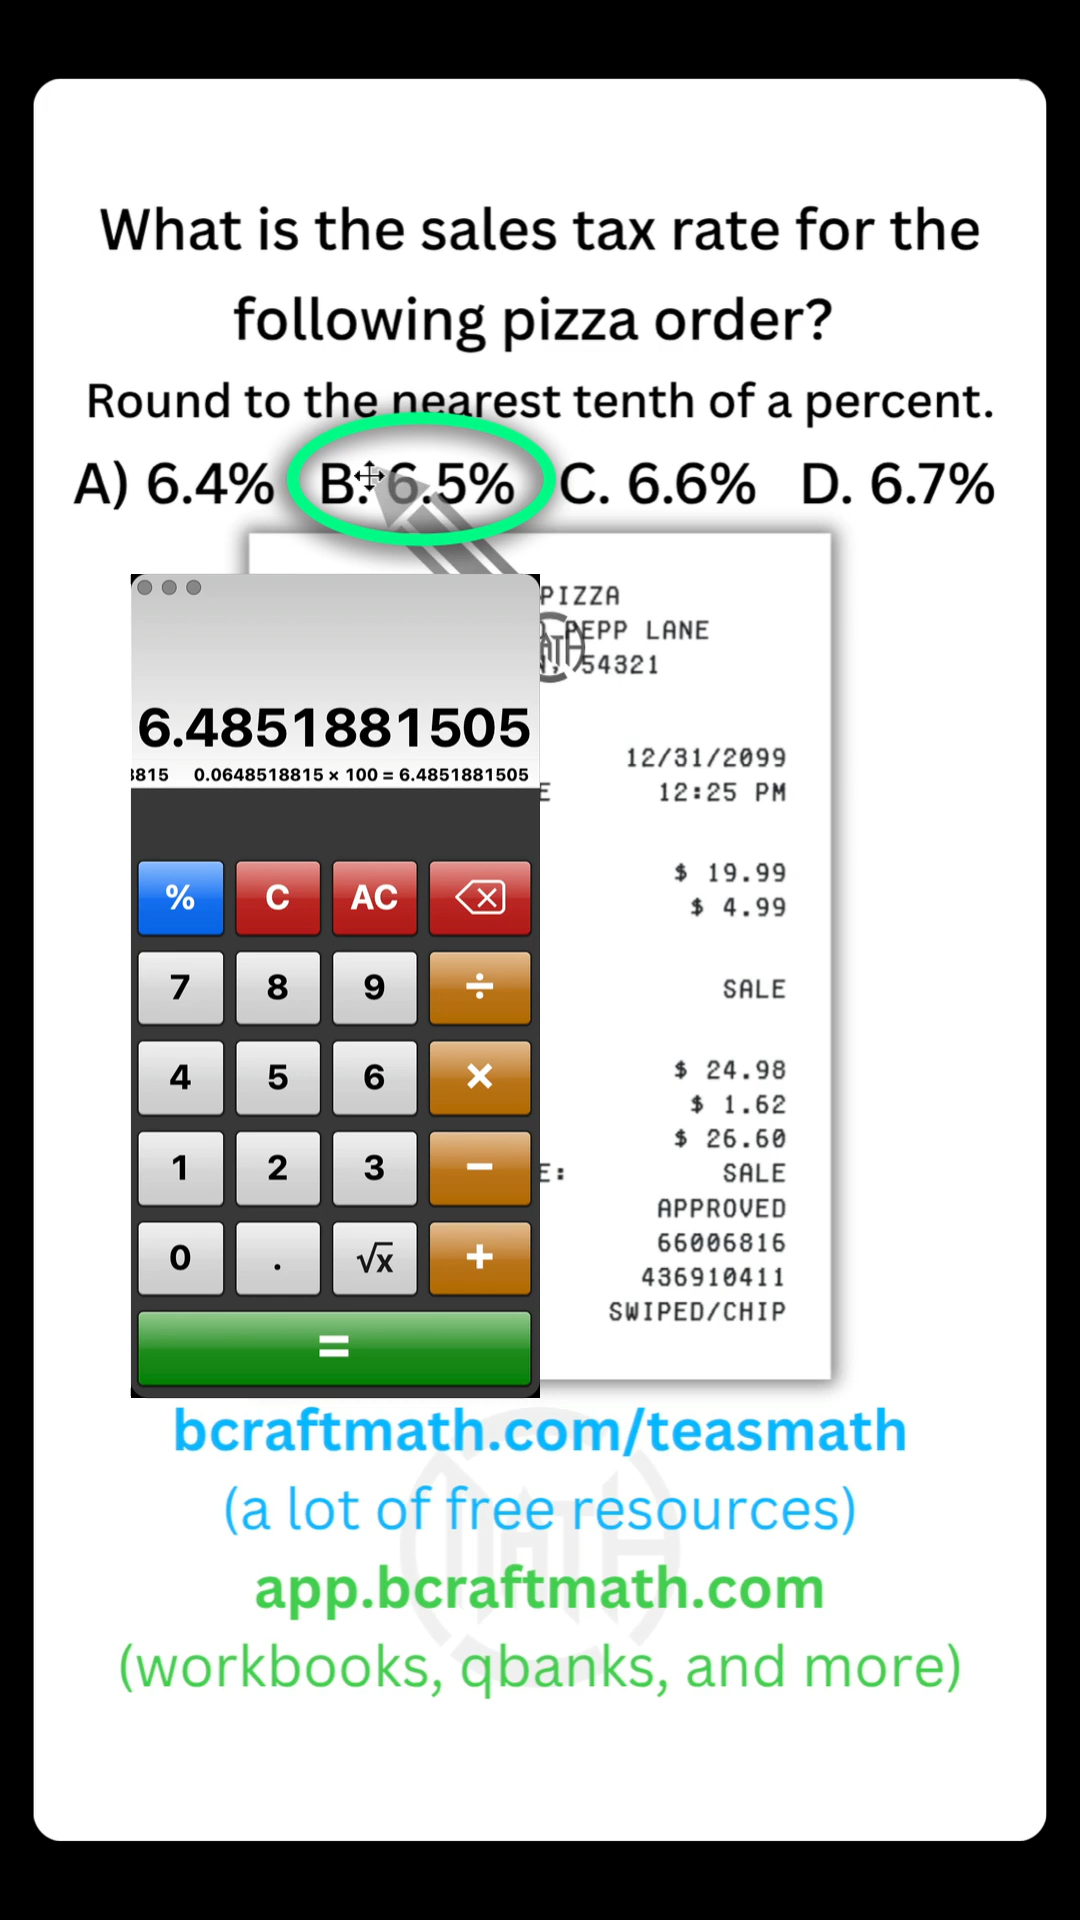 What is the sales tax rate for the
following pizza order?
Round to the nearest tenth of a percent.
A) 6.4% B. 6.5% C. 6.6% D. 6.7%
PIZZA
PEPP LANE
54321
6.4851881505
3815 0.0648518815 × 100 = 6.4851881505
12/31/2099
E 12:25 PM
$ 19.99
$ 4.99
SALE
$ 24.98
$ 1.62
$ 26.60
E: SALE
APPROVED
66006816
436910411
SWIPED/CHIP
% C AC
7 8 9 ÷
4 5 6 ×
1 2 3 −
0 . √x +
=
bcraftmath.com/teasmath
(a lot of free resources)
app.bcraftmath.com
(workbooks, qbanks, and more)